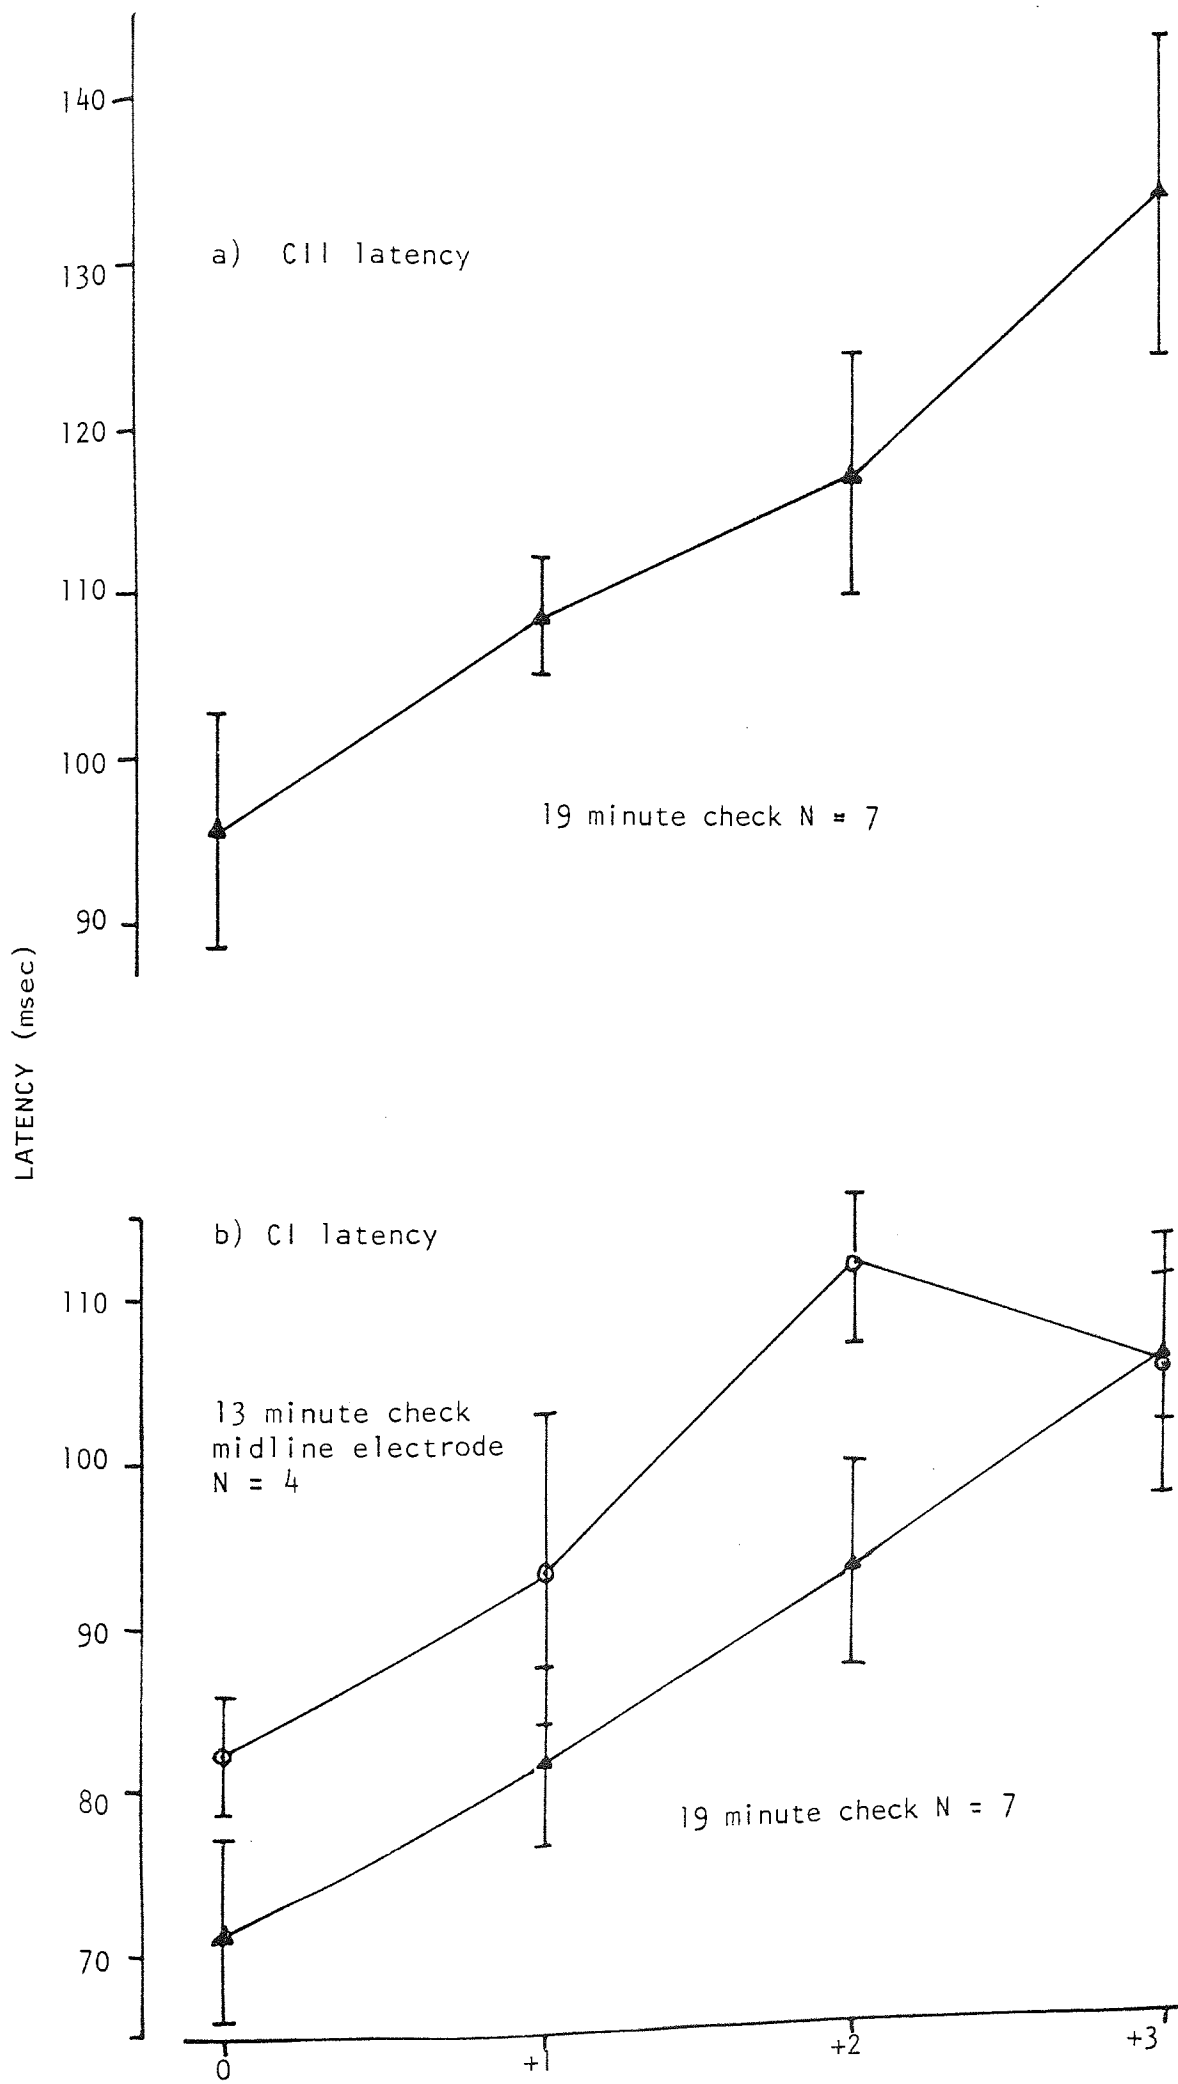 140
a) CII latency
130
120
110
100
19 minute check N = 7
90
LATENCY (msec)
b) CI latency
110
13 minute check
midline electrode
N = 4
100
90
80
19 minute check N = 7
70
0
+1
+2
+3